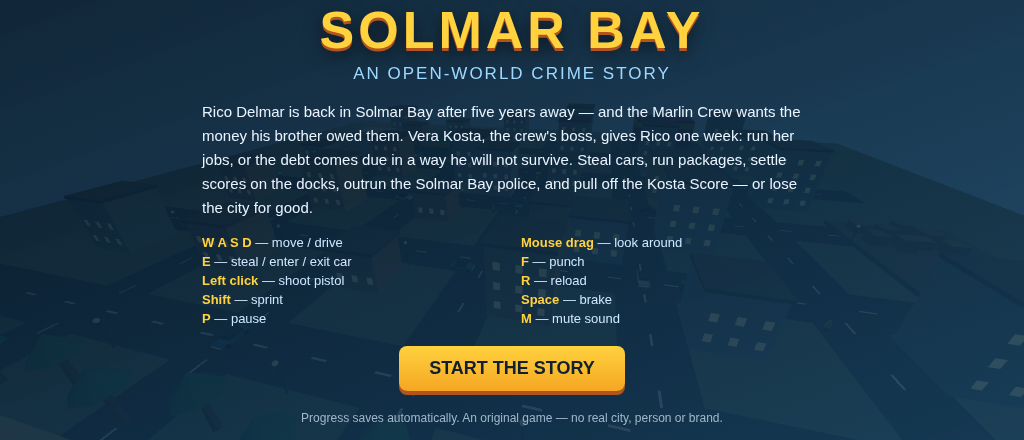 SOLMAR BAY
AN OPEN-WORLD CRIME STORY
Rico Delmar is back in Solmar Bay after five years away — and the Marlin Crew wants the
money his brother owed them. Vera Kosta, the crew's boss, gives Rico one week: run her
jobs, or the debt comes due in a way he will not survive. Steal cars, run packages, settle
scores on the docks, outrun the Solmar Bay police, and pull off the Kosta Score — or lose
the city for good.
W A S D — move / drive
Mouse drag — look around
E — steal / enter / exit car
F — punch
Left click — shoot pistol
R — reload
Shift — sprint
Space — brake
P — pause
M — mute sound
START THE STORY
Progress saves automatically. An original game — no real city, person or brand.